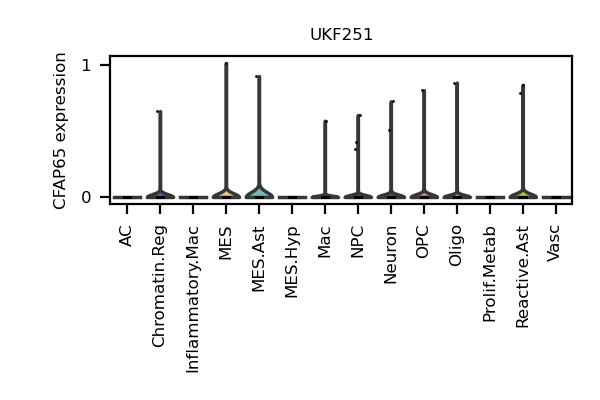 UKF251
CFAP65 expression
1
0
AC
Chromatin.Reg
Inflammatory.Mac
MES
MES.Ast
MES.Hyp
Mac
NPC
Neuron
OPC
Oligo
Prolif.Metab
Reactive.Ast
Vasc